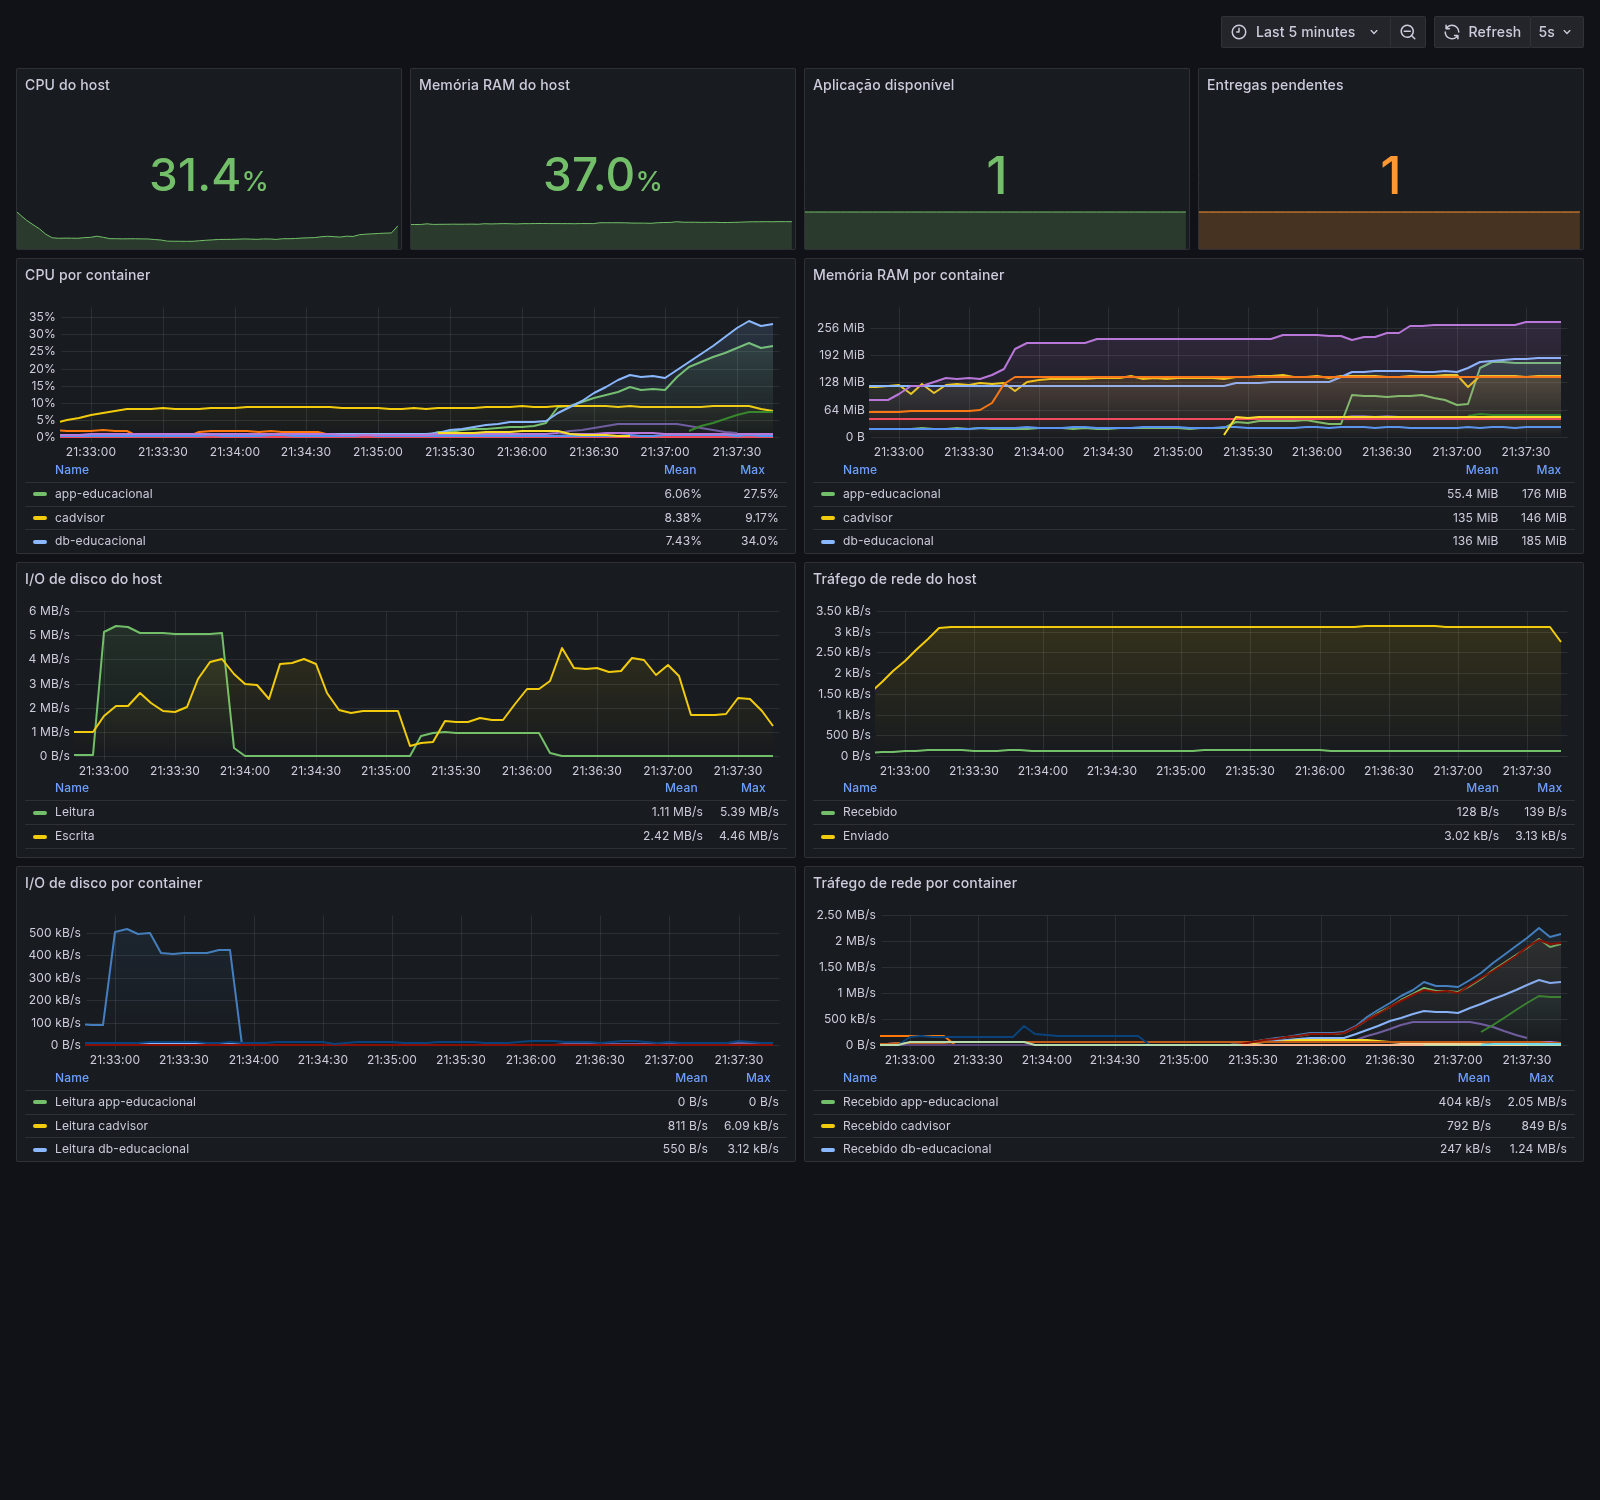 Last 5 minutes Refresh 5s
CPU do host Memória RAM do host Aplicação disponível Entregas pendentes
31.4% 37.0% 1 1
CPU por container
35%
30%
25%
20%
15%
10%
5%
0%
21:33:00 21:33:30 21:34:00 21:34:30 21:35:00 21:35:30 21:36:00 21:36:30 21:37:00 21:37:30
Name Mean Max
app-educacional 6.06% 27.5%
cadvisor 8.38% 9.17%
db-educacional 7.43% 34.0%
Memória RAM por container
256 MiB
192 MiB
128 MiB
64 MiB
0 B
21:33:00 21:33:30 21:34:00 21:34:30 21:35:00 21:35:30 21:36:00 21:36:30 21:37:00 21:37:30
Name Mean Max
app-educacional 55.4 MiB 176 MiB
cadvisor 135 MiB 146 MiB
db-educacional 136 MiB 185 MiB
I/O de disco do host
6 MB/s
5 MB/s
4 MB/s
3 MB/s
2 MB/s
1 MB/s
0 B/s
21:33:00 21:33:30 21:34:00 21:34:30 21:35:00 21:35:30 21:36:00 21:36:30 21:37:00 21:37:30
Name Mean Max
Leitura 1.11 MB/s 5.39 MB/s
Escrita 2.42 MB/s 4.46 MB/s
Tráfego de rede do host
3.50 kB/s
3 kB/s
2.50 kB/s
2 kB/s
1.50 kB/s
1 kB/s
500 B/s
0 B/s
21:33:00 21:33:30 21:34:00 21:34:30 21:35:00 21:35:30 21:36:00 21:36:30 21:37:00 21:37:30
Name Mean Max
Recebido 128 B/s 139 B/s
Enviado 3.02 kB/s 3.13 kB/s
I/O de disco por container
500 kB/s
400 kB/s
300 kB/s
200 kB/s
100 kB/s
0 B/s
21:33:00 21:33:30 21:34:00 21:34:30 21:35:00 21:35:30 21:36:00 21:36:30 21:37:00 21:37:30
Name Mean Max
Leitura app-educacional 0 B/s 0 B/s
Leitura cadvisor 811 B/s 6.09 kB/s
Leitura db-educacional 550 B/s 3.12 kB/s
Tráfego de rede por container
2.50 MB/s
2 MB/s
1.50 MB/s
1 MB/s
500 kB/s
0 B/s
21:33:00 21:33:30 21:34:00 21:34:30 21:35:00 21:35:30 21:36:00 21:36:30 21:37:00 21:37:30
Name Mean Max
Recebido app-educacional 404 kB/s 2.05 MB/s
Recebido cadvisor 792 B/s 849 B/s
Recebido db-educacional 247 kB/s 1.24 MB/s